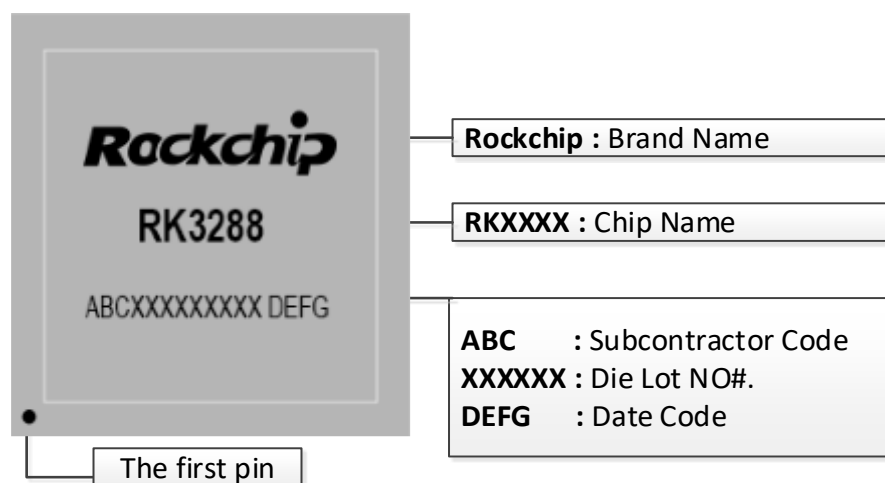 Rockchip
RK3288
ABCXXXXXXXXX DEFG
The first pin
Rockchip : Brand Name
RKXXXX : Chip Name
ABC : Subcontractor Code
XXXXXX : Die Lot NO#.
DEFG : Date Code